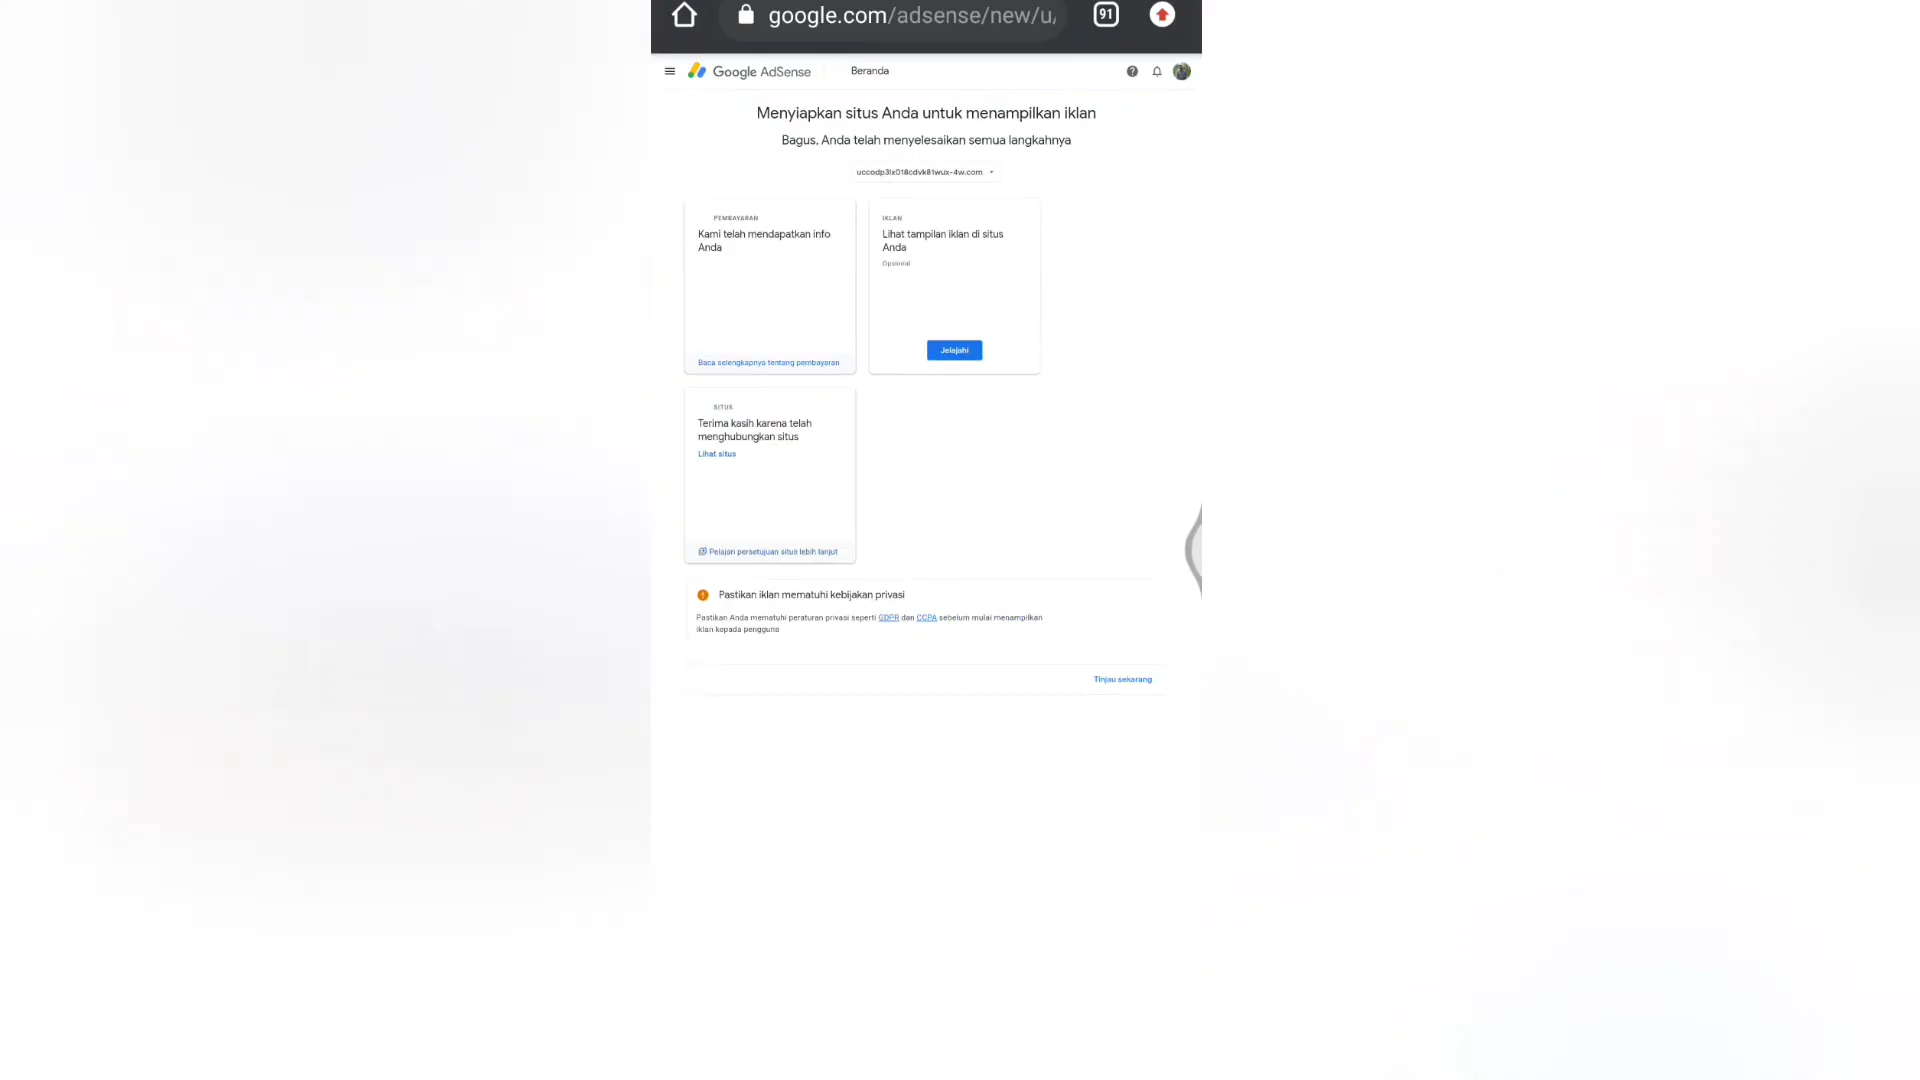 google.com/adsense/new/u/
91
Google AdSense
Beranda
Menyiapkan situs Anda untuk menampilkan iklan
Bagus, Anda telah menyelesaikan semua langkahnya
uccodp3lx018cdvk81wux-4w.com
PEMBAYARAN
Kami telah mendapatkan info
Anda
Baca selengkapnya tentang pembayaran
IKLAN
Lihat tampilan iklan di situs
Anda
Opsional
Jelajahi
SITUS
Terima kasih karena telah
menghubungkan situs
Lihat situs
Pelajari persetujuan situs lebih lanjut
Pastikan iklan mematuhi kebijakan privasi
Pastikan Anda mematuhi peraturan privasi seperti GDPR dan CCPA sebelum mulai menampilkan
iklan kepada pengguna
Tinjau sekarang